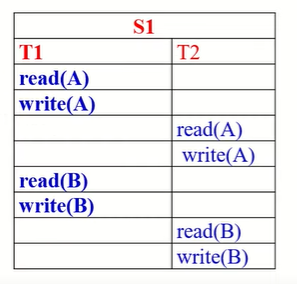 S1
T1 T2
read(A)
write(A)
read(A)
write(A)
read(B)
write(B)
read(B)
write(B)